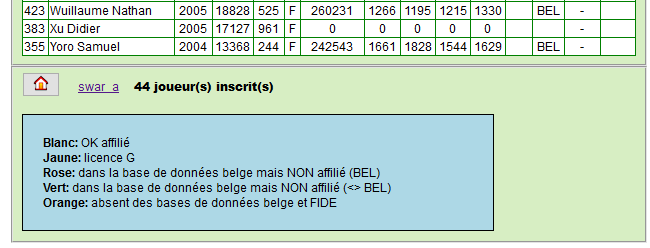 423 Wuillaume Nathan 2005 18828 525 F 260231 1266 1195 1215 1330 BEL -
383 Xu Didier 2005 17127 961 F 0 0 0 0 0 -
355 Yoro Samuel 2004 13368 244 F 242543 1661 1828 1544 1629 BEL -
swar_a 44 joueur(s) inscrit(s)
Blanc: OK affilié
Jaune: licence G
Rose: dans la base de données belge mais NON affilié (BEL)
Vert: dans la base de données belge mais NON affilié (<> BEL)
Orange: absent des bases de données belge et FIDE